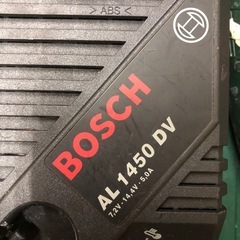 > ABS <
BOSCH
AL 1450 DV
7,2V-14,4V - 5,0A